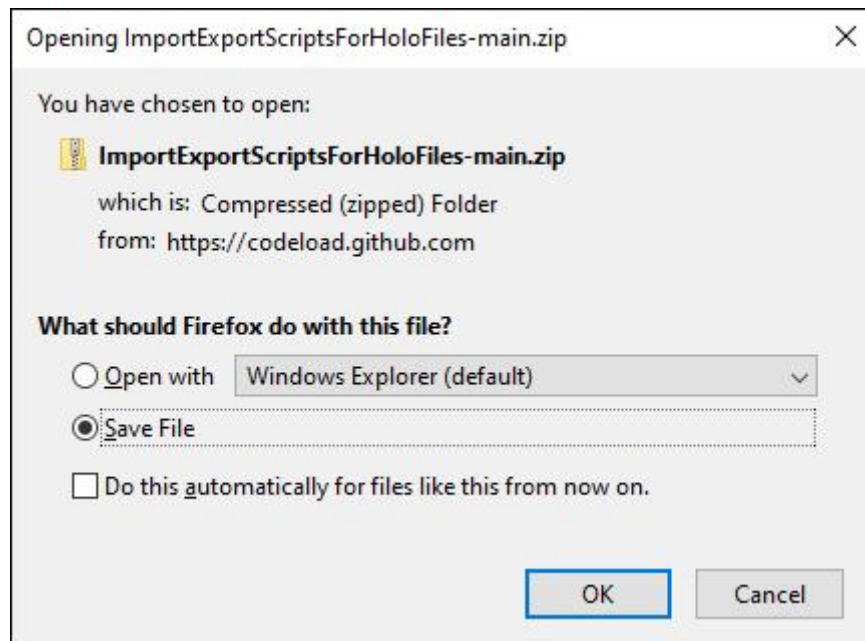 Opening ImportExportScriptsForHoloFiles-main.zip
You have chosen to open:
ImportExportScriptsForHoloFiles-main.zip
which is: Compressed (zipped) Folder
from: https://codeload.github.com
What should Firefox do with this file?
Open with Windows Explorer (default)
Save File
Do this automatically for files like this from now on.
OK Cancel